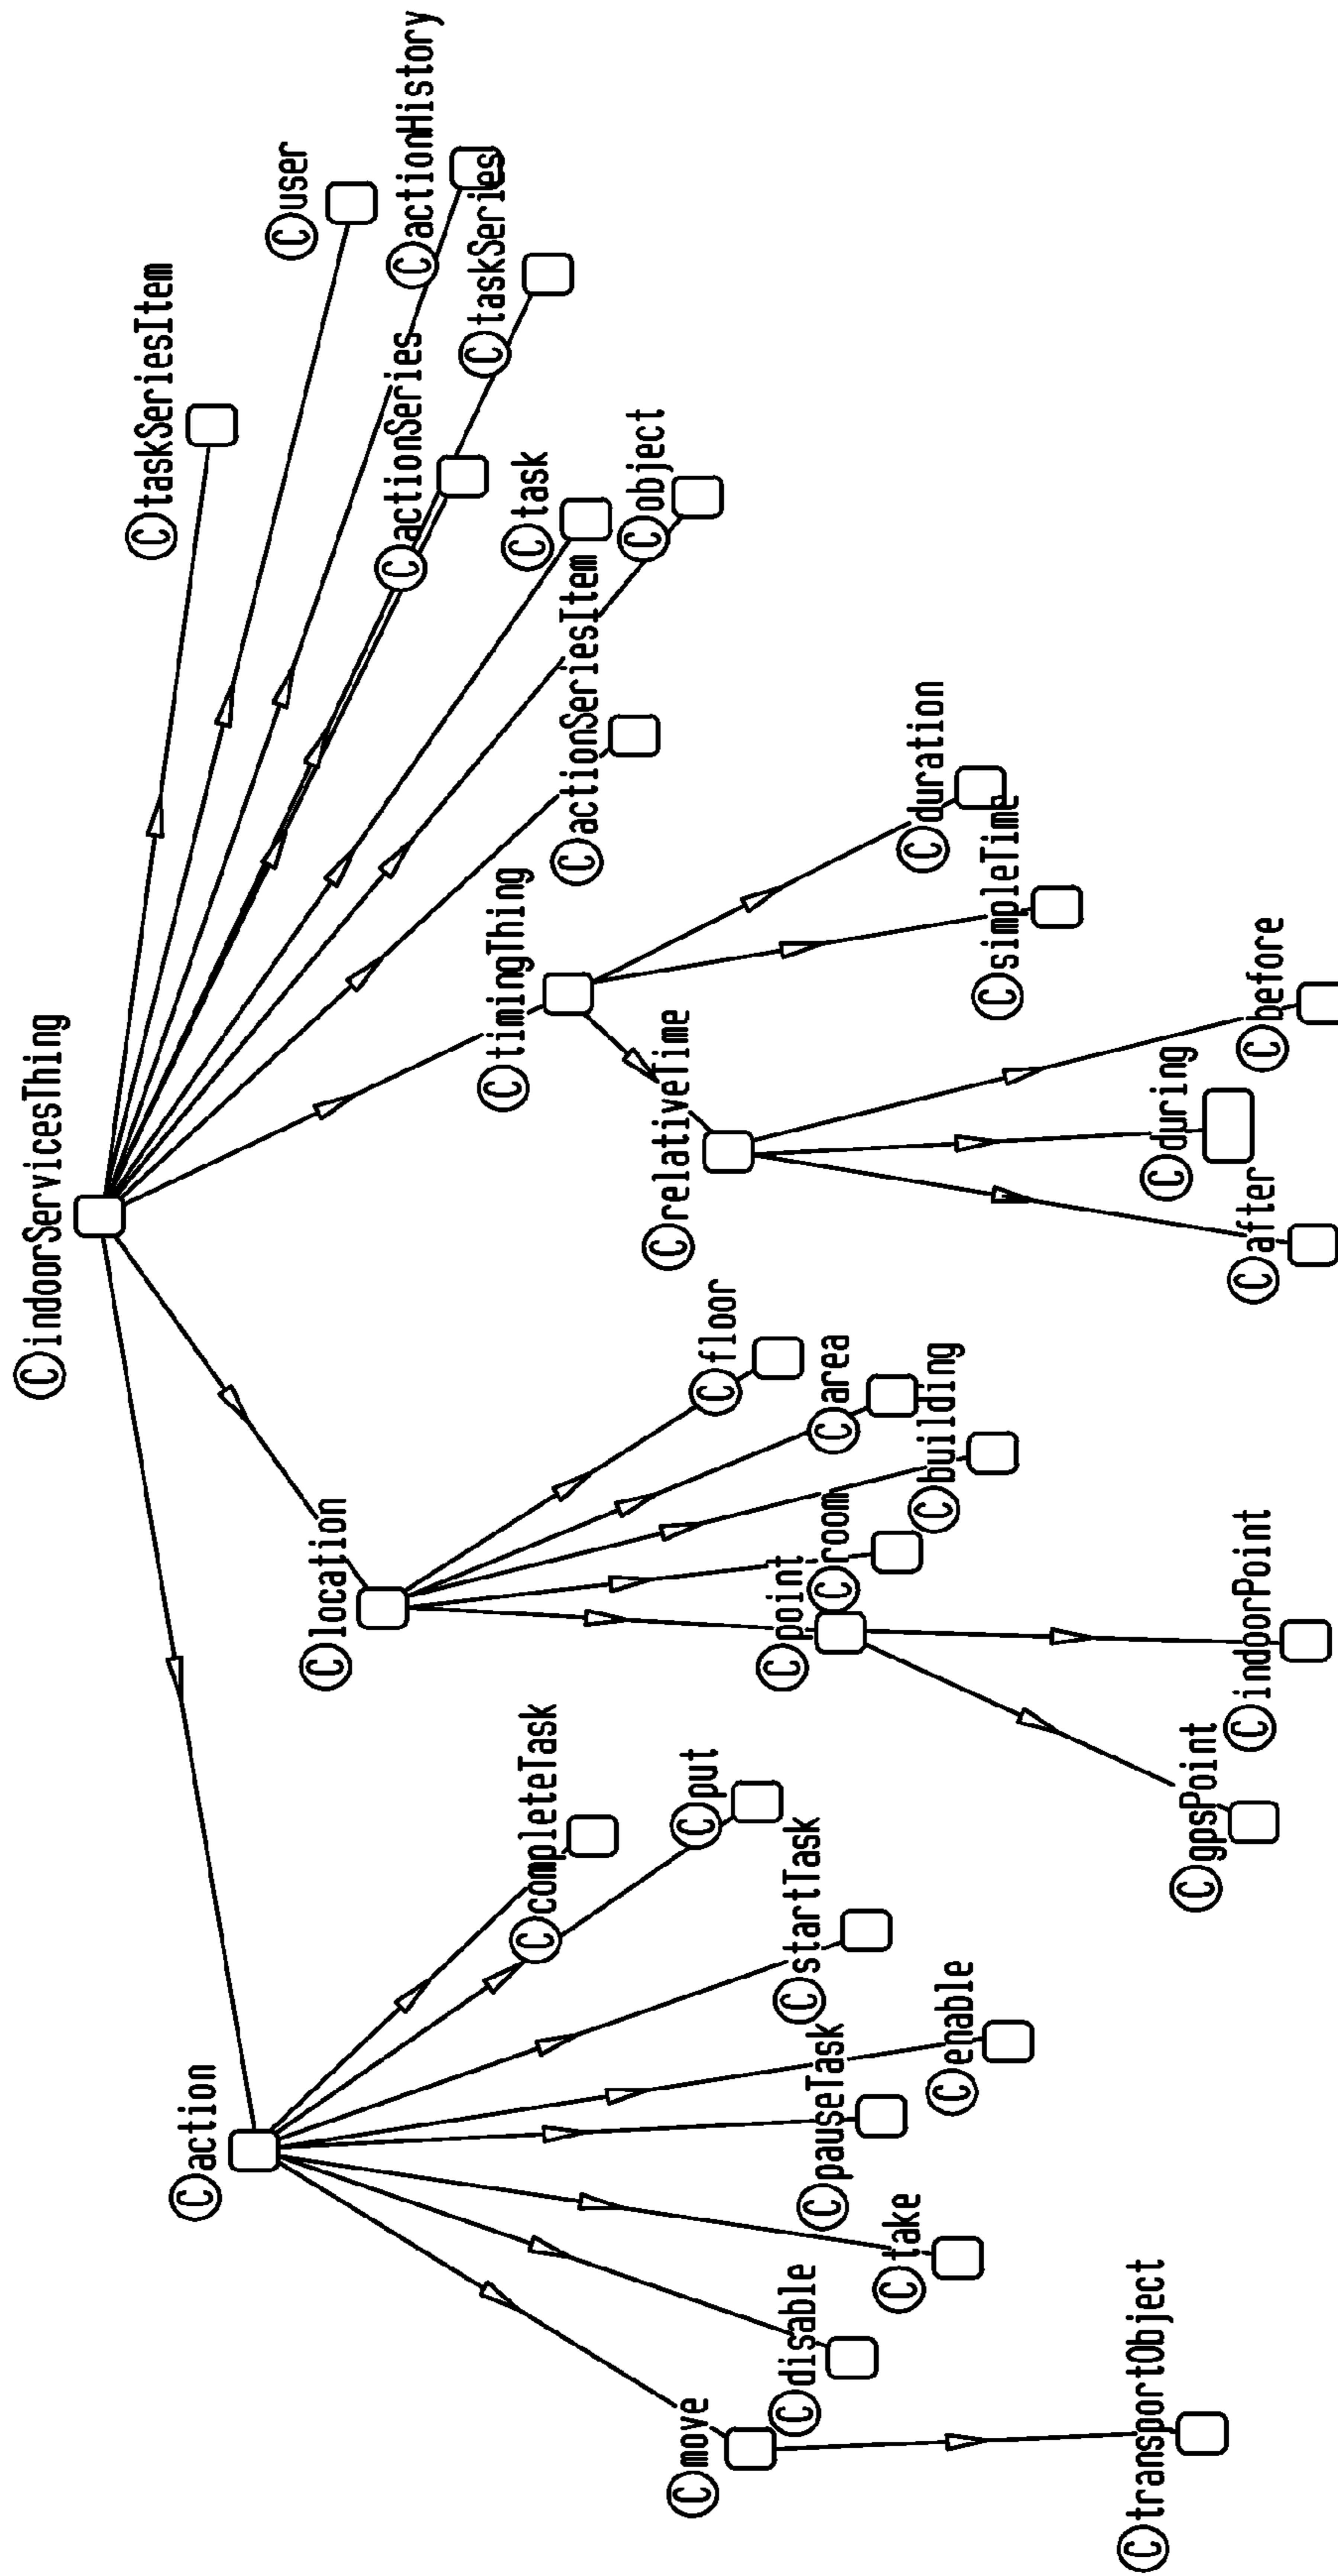 ©indoorServicesThing
©action
©location
©timingThing
©actionSeriesItem
©object
©task
©actionSeries
©taskSeries
©actionHistory
©user
©taskSeriesItem
©move
©disable
©take
©pauseTask
©enable
©startTask
©put
©completeTask
©transportObject
©point
©room
©building
©area
©floor
©gpsPoint
©indoorPoint
©relativeTime
©simpleTime
©duration
©after
©during
©before